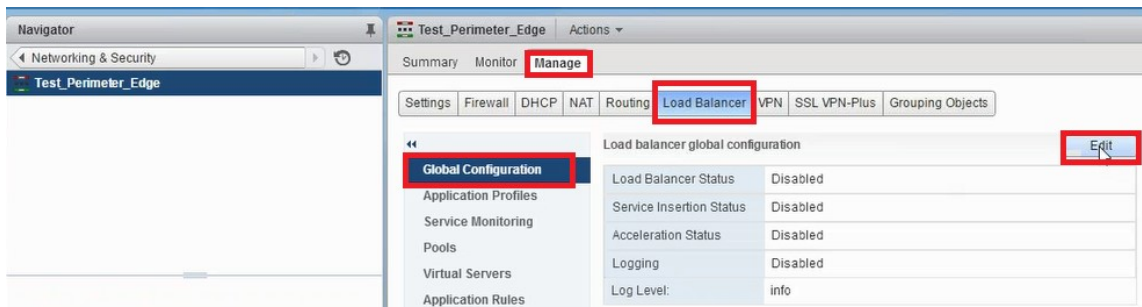 Navigator
Networking & Security
Test_Perimeter_Edge
Test_Perimeter_Edge Actions
Summary Monitor Manage
Settings Firewall DHCP NAT Routing Load Balancer VPN SSL VPN-Plus Grouping Objects
Global Configuration
Application Profiles
Service Monitoring
Pools
Virtual Servers
Application Rules
Load balancer global configuration Edit
Load Balancer Status Disabled
Service Insertion Status Disabled
Acceleration Status Disabled
Logging Disabled
Log Level: info